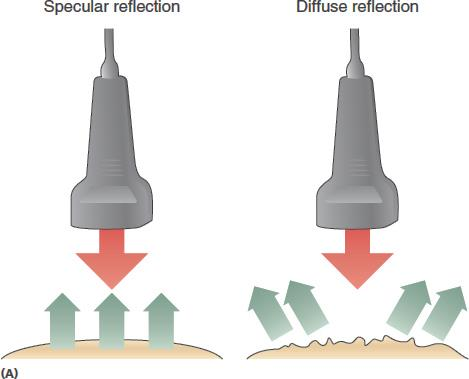 Specular reflection
Diffuse reflection
(A)